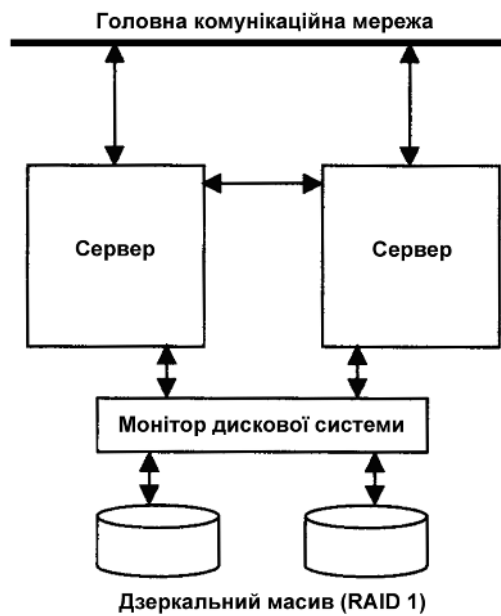 Головна комунікаційна мережа
Сервер
Сервер
Монітор дискової системи
Дзеркальний масив (RAID 1)